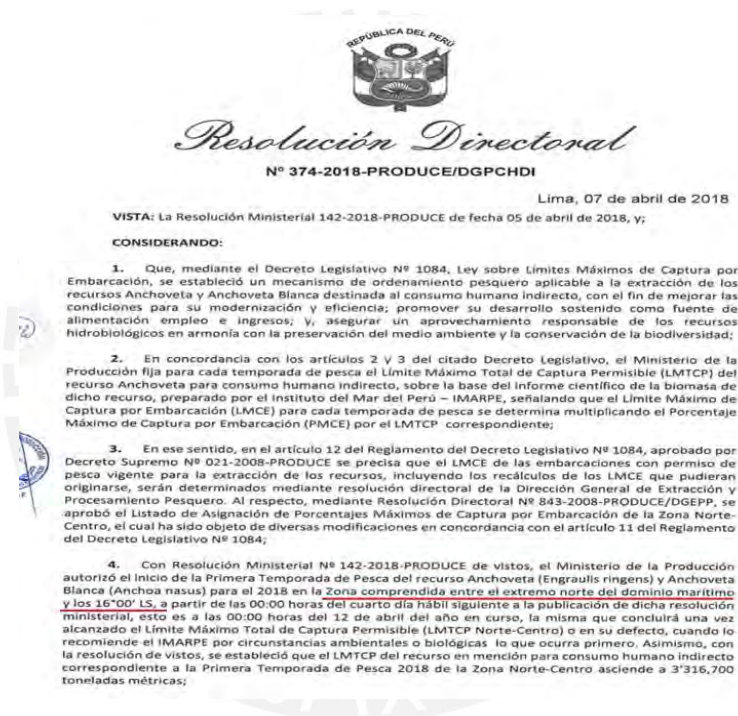 REPÚBLICA DEL PERÚ
Resolución Directoral
Nº 374-2018-PRODUCE/DGPCHDI
Lima, 07 de abril de 2018
VISTA: La Resolución Ministerial 142-2018-PRODUCE de fecha 05 de abril de 2018, y;
CONSIDERANDO:
1. Que, mediante el Decreto Legislativo Nº 1084, Ley sobre Límites Máximos de Captura por
Embarcación, se estableció un mecanismo de ordenamiento pesquero aplicable a la extracción de los
recursos Anchoveta y Anchoveta Blanca destinada al consumo humano indirecto, con el fin de mejorar las
condiciones para su modernización y eficiencia; promover su desarrollo sostenido como fuente de
alimentación empleo e ingresos; y, asegurar un aprovechamiento responsable de los recursos
hidrobiológicos en armonía con la preservación del medio ambiente y la conservación de la biodiversidad;
2. En concordancia con los artículos 2 y 3 del citado Decreto Legislativo, el Ministerio de la
Producción fija para cada temporada de pesca el Límite Máximo Total de Captura Permisible (LMTCP) del
recurso Anchoveta para consumo humano indirecto, sobre la base del informe científico de la biomasa de
dicho recurso, preparado por el Instituto del Mar del Perú – IMARPE, señalando que el Límite Máximo de
Captura por Embarcación (LMCE) para cada temporada de pesca se determina multiplicando el Porcentaje
Máximo de Captura por Embarcación (PMCE) por el LMTCP correspondiente;
3. En ese sentido, en el artículo 12 del Reglamento del Decreto Legislativo Nº 1084, aprobado por
Decreto Supremo Nº 021-2008-PRODUCE se precisa que el LMCE de las embarcaciones con permiso de
pesca vigente para la extracción de los recursos, incluyendo los recálculos de los LMCE que pudieran
originarse, serán determinados mediante resolución directoral de la Dirección General de Extracción y
Procesamiento Pesquero. Al respecto, mediante Resolución Directoral Nº 843-2008-PRODUCE/DGEPP, se
aprobó el Listado de Asignación de Porcentajes Máximos de Captura por Embarcación de la Zona Norte-
Centro, el cual ha sido objeto de diversas modificaciones en concordancia con el artículo 11 del Reglamento
del Decreto Legislativo Nº 1084;
4. Con Resolución Ministerial Nº 142-2018-PRODUCE de vistos, el Ministerio de la Producción
autorizó el inicio de la Primera Temporada de Pesca del recurso Anchoveta (Engraulis ringens) y Anchoveta
Blanca (Anchoa nasus) para el 2018 en la Zona comprendida entre el extremo norte del dominio marítimo
y los 16°00' LS, a partir de las 00:00 horas del cuarto día hábil siguiente a la publicación de dicha resolución
ministerial, esto es a las 00:00 horas del 12 de abril del año en curso, la misma que concluirá una vez
alcanzado el Límite Máximo Total de Captura Permisible (LMTCP Norte-Centro) o en su defecto, cuando lo
recomiende el IMARPE por circunstancias ambientales o biológicas lo que ocurra primero. Asimismo, con
la resolución de vistos, se estableció que el LMTCP del recurso en mención para consumo humano indirecto
correspondiente a la Primera Temporada de Pesca 2018 de la Zona Norte-Centro asciende a 3'316,700
toneladas métricas;